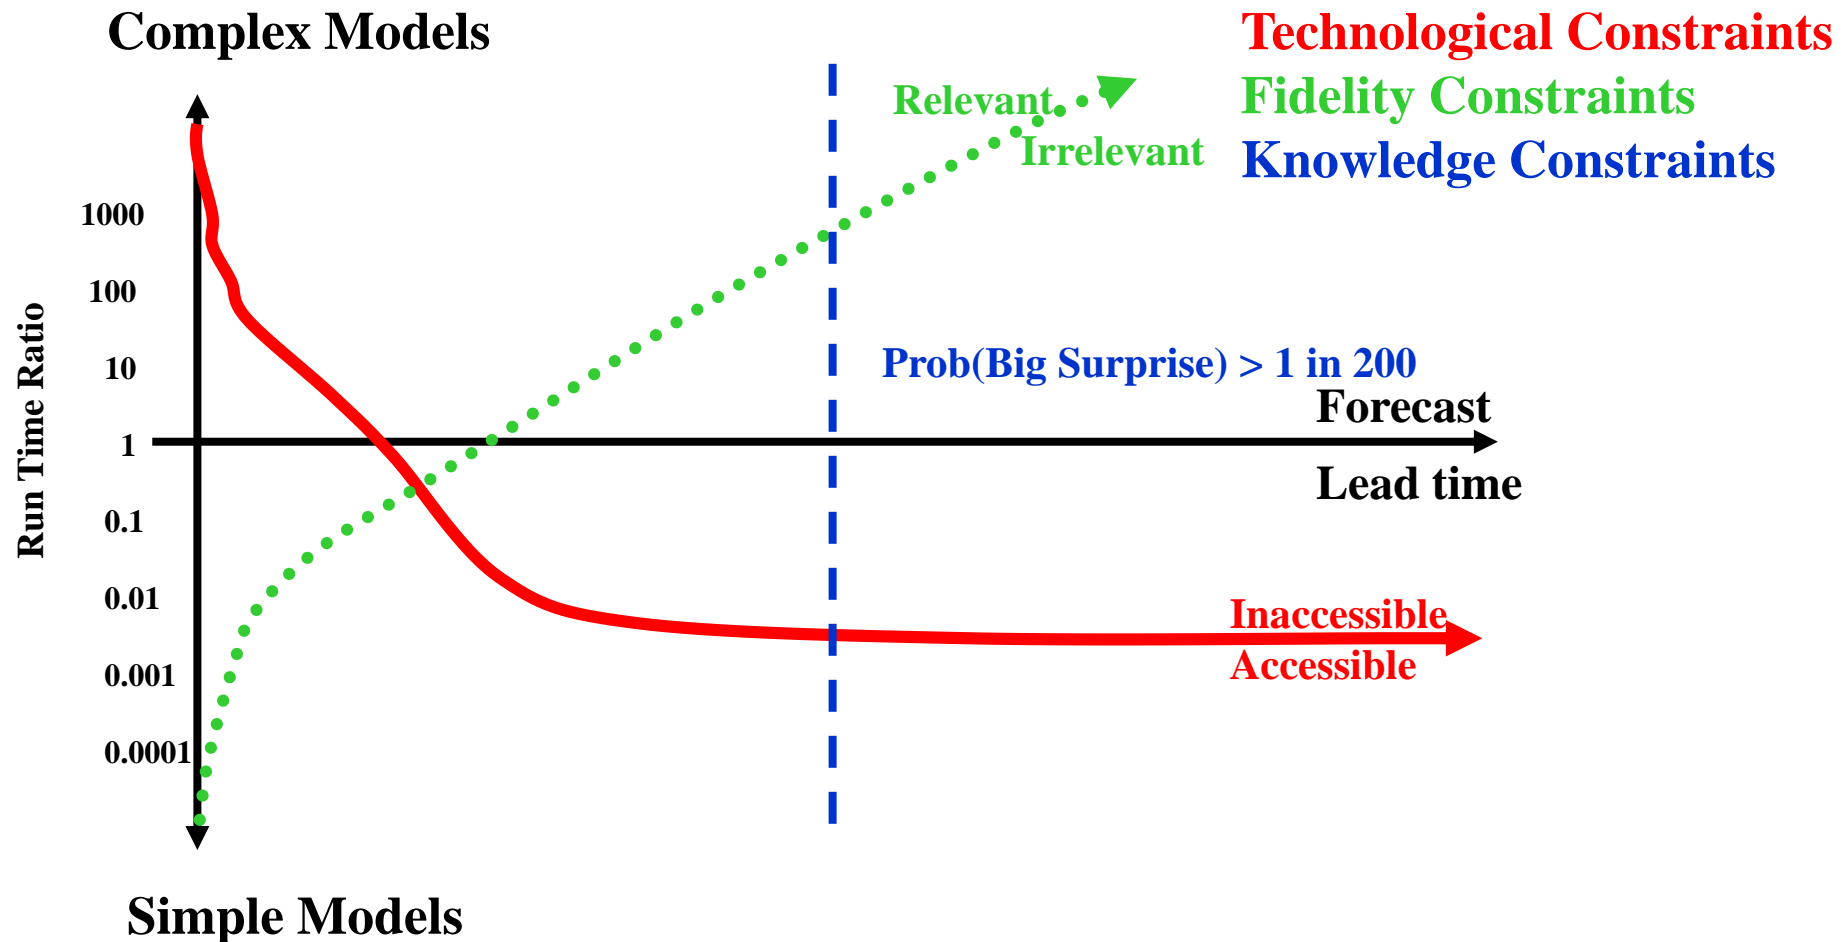 Complex Models
Technological Constraints
Fidelity Constraints
Knowledge Constraints
Relevant
Irrelevant
Run Time Ratio
1000
100
10
1
0.1
0.01
0.001
0.0001
Prob(Big Surprise) > 1 in 200
Forecast
Lead time
Inaccessible
Accessible
Simple Models